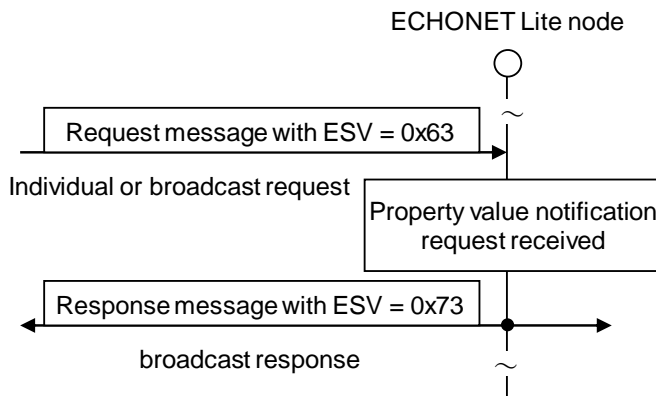 ECHONET Lite node
～
Request message with ESV = 0x63
Individual or broadcast request
Property value notification
request received
Response message with ESV = 0x73
broadcast response
～